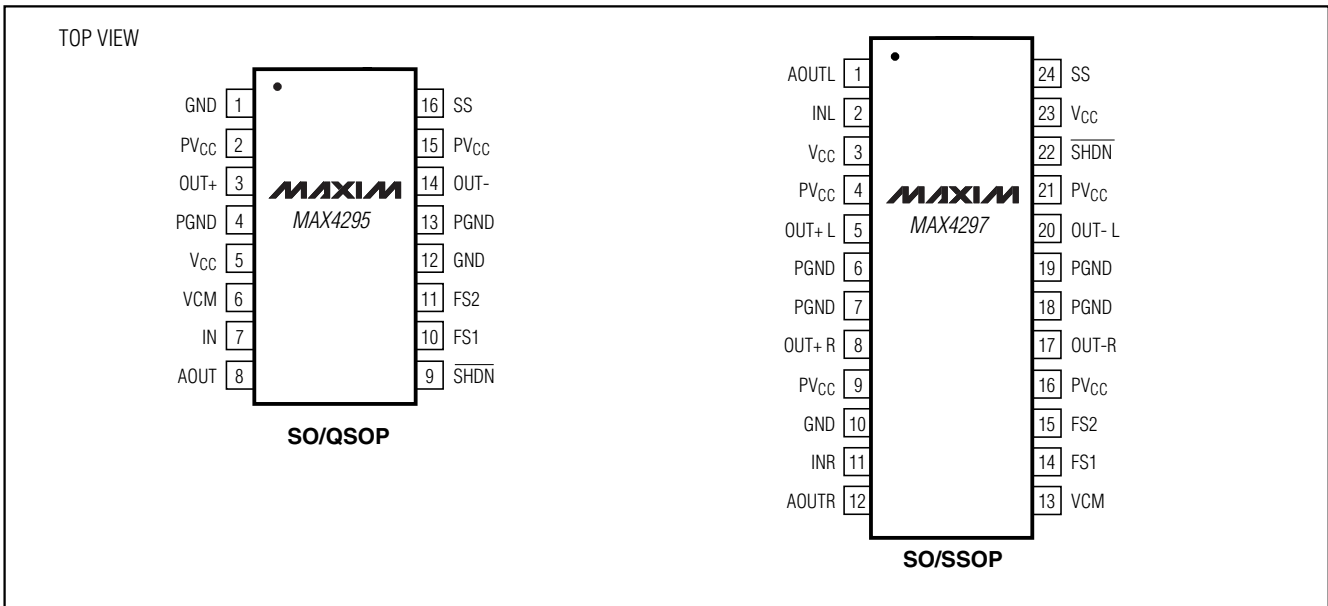 TOP VIEW
GND 1
PVCC 2
OUT+ 3
PGND 4
VCC 5
VCM 6
IN 7
AOUT 8
16 SS
15 PVCC
14 OUT-
13 PGND
12 GND
11 FS2
10 FS1
9 SHDN
MAXIM
MAX4295
SO/QSOP
AOUTL 1
INL 2
VCC 3
PVCC 4
OUT+ L 5
PGND 6
PGND 7
OUT+ R 8
PVCC 9
GND 10
INR 11
AOUTR 12
24 SS
23 VCC
22 SHDN
21 PVCC
20 OUT- L
19 PGND
18 PGND
17 OUT-R
16 PVCC
15 FS2
14 FS1
13 VCM
MAXIM
MAX4297
SO/SSOP